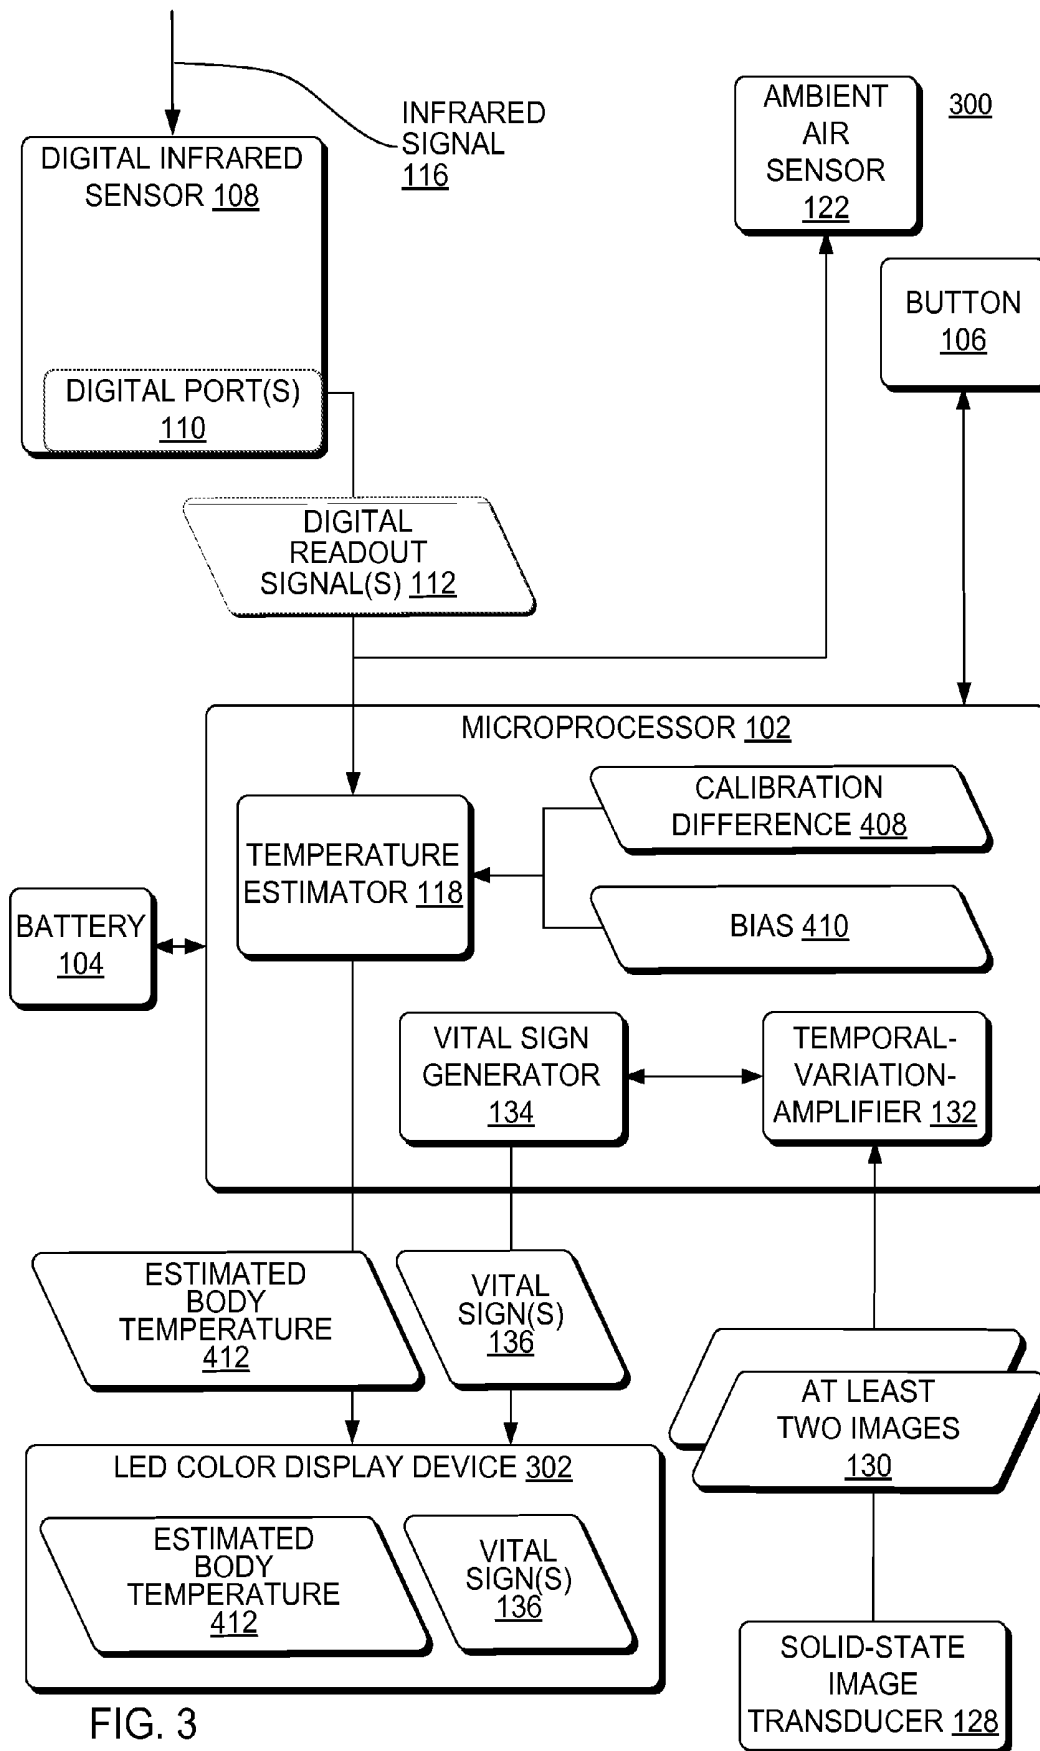 INFRARED
SIGNAL
116
AMBIENT
AIR
SENSOR
122
300
DIGITAL INFRARED
SENSOR 108
BUTTON
106
DIGITAL PORT(S)
110
DIGITAL
READOUT
SIGNAL(S) 112
MICROPROCESSOR 102
CALIBRATION
DIFFERENCE 408
TEMPERATURE
ESTIMATOR 118
BIAS 410
BATTERY
104
VITAL SIGN
GENERATOR
134
TEMPORAL-
VARIATION-
AMPLIFIER 132
ESTIMATED
BODY
TEMPERATURE
412
VITAL
SIGN(S)
136
AT LEAST
TWO IMAGES
130
LED COLOR DISPLAY DEVICE 302
ESTIMATED
BODY
TEMPERATURE
412
VITAL
SIGN(S)
136
SOLID-STATE
IMAGE
TRANSDUCER 128
FIG. 3